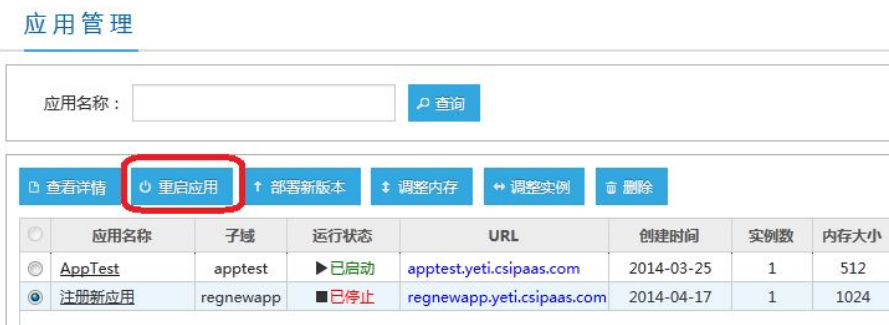 应用管理
应用名称： 查询
查看详情 重启应用 部署新版本 调整内存 调整实例 删除
应用名称 子域 运行状态 URL 创建时间 实例数 内存大小
AppTest apptest 已启动 apptest.yeti.csipaas.com 2014-03-25 1 512
注册新应用 regnewapp 已停止 regnewapp.yeti.csipaas.com 2014-04-17 1 1024